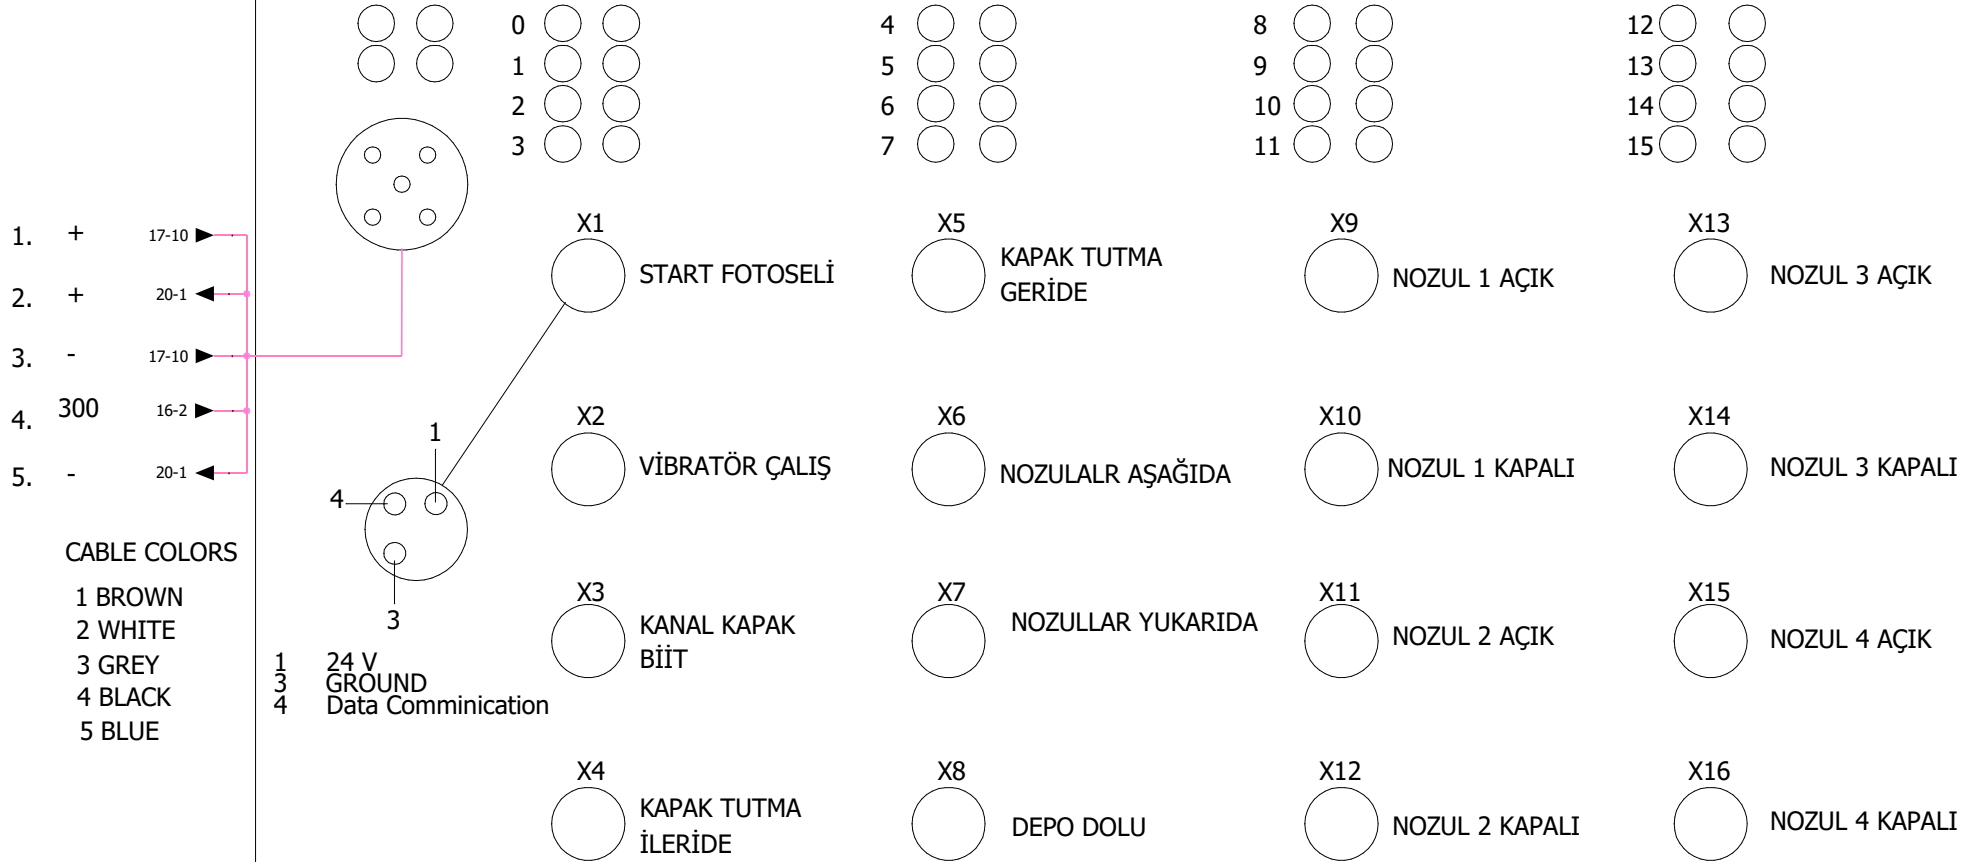 0
1
2
3
4
5
6
7
8
9
10
11
12
13
14
15
1. + 17-10
2. + 20-1
3. - 17-10
4. 300 16-2
5. - 20-1
CABLE COLORS
1 BROWN
2 WHITE
3 GREY
4 BLACK
5 BLUE
1
4
3
1 24 V
3 GROUND
4 Data Comminication
X1
START FOTOSELİ
X2
VİBRATÖR ÇALIŞ
X3
KANAL KAPAK
BİİT
X4
KAPAK TUTMA
İLERİDE
X5
KAPAK TUTMA
GERİDE
X6
NOZULALR AŞAĞIDA
X7
NOZULLAR YUKARIDA
X8
DEPO DOLU
X9
NOZUL 1 AÇIK
X10
NOZUL 1 KAPALI
X11
NOZUL 2 AÇIK
X12
NOZUL 2 KAPALI
X13
NOZUL 3 AÇIK
X14
NOZUL 3 KAPALI
X15
NOZUL 4 AÇIK
X16
NOZUL 4 KAPALI